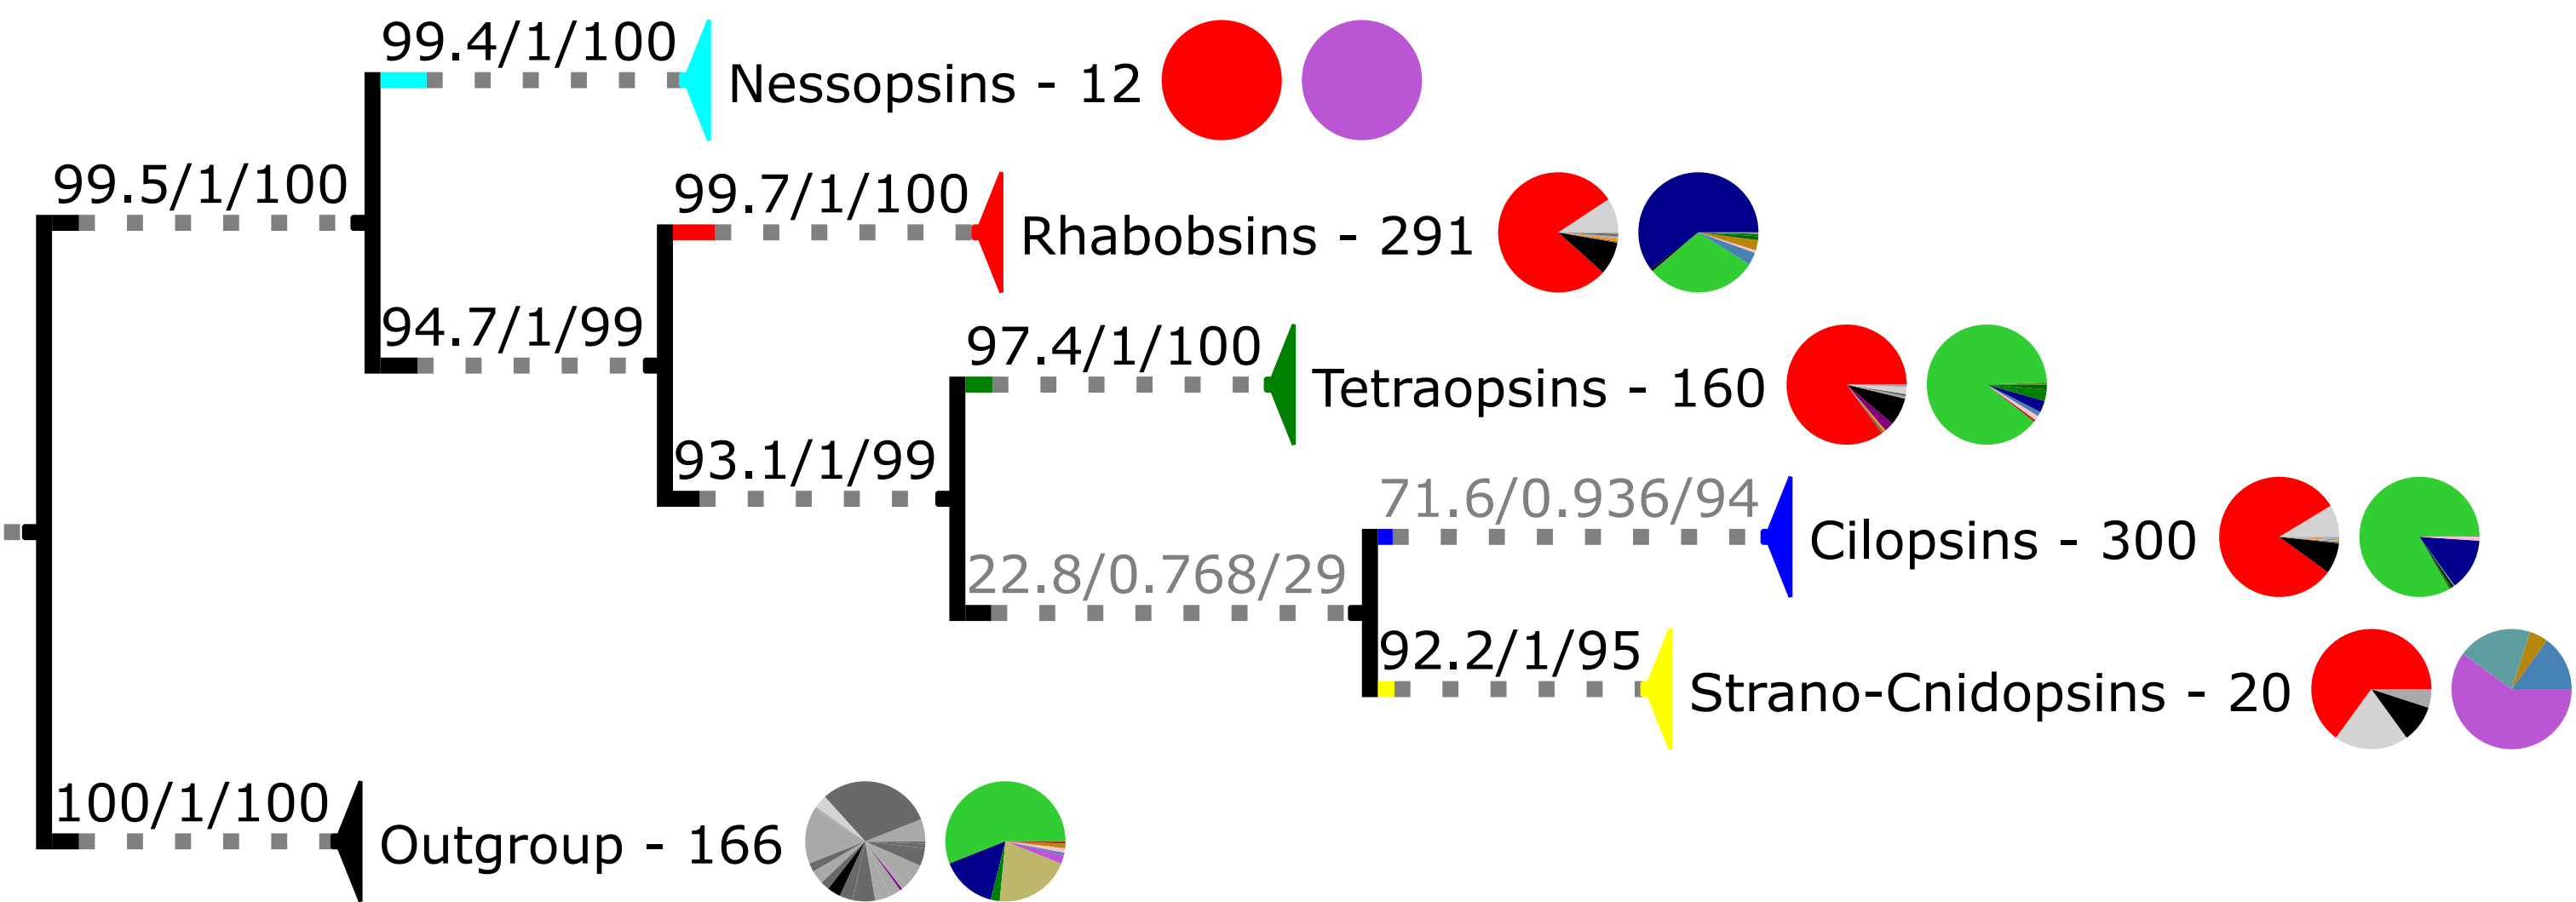 99.4/1/100
Nessopsins - 12
99.5/1/100
99.7/1/100
Rhabobsins - 291
94.7/1/99
97.4/1/100
Tetraopsins - 160
93.1/1/99
71.6/0.936/94
Cilopsins - 300
22.8/0.768/29
92.2/1/95
Strano-Cnidopsins - 20
100/1/100
Outgroup - 166